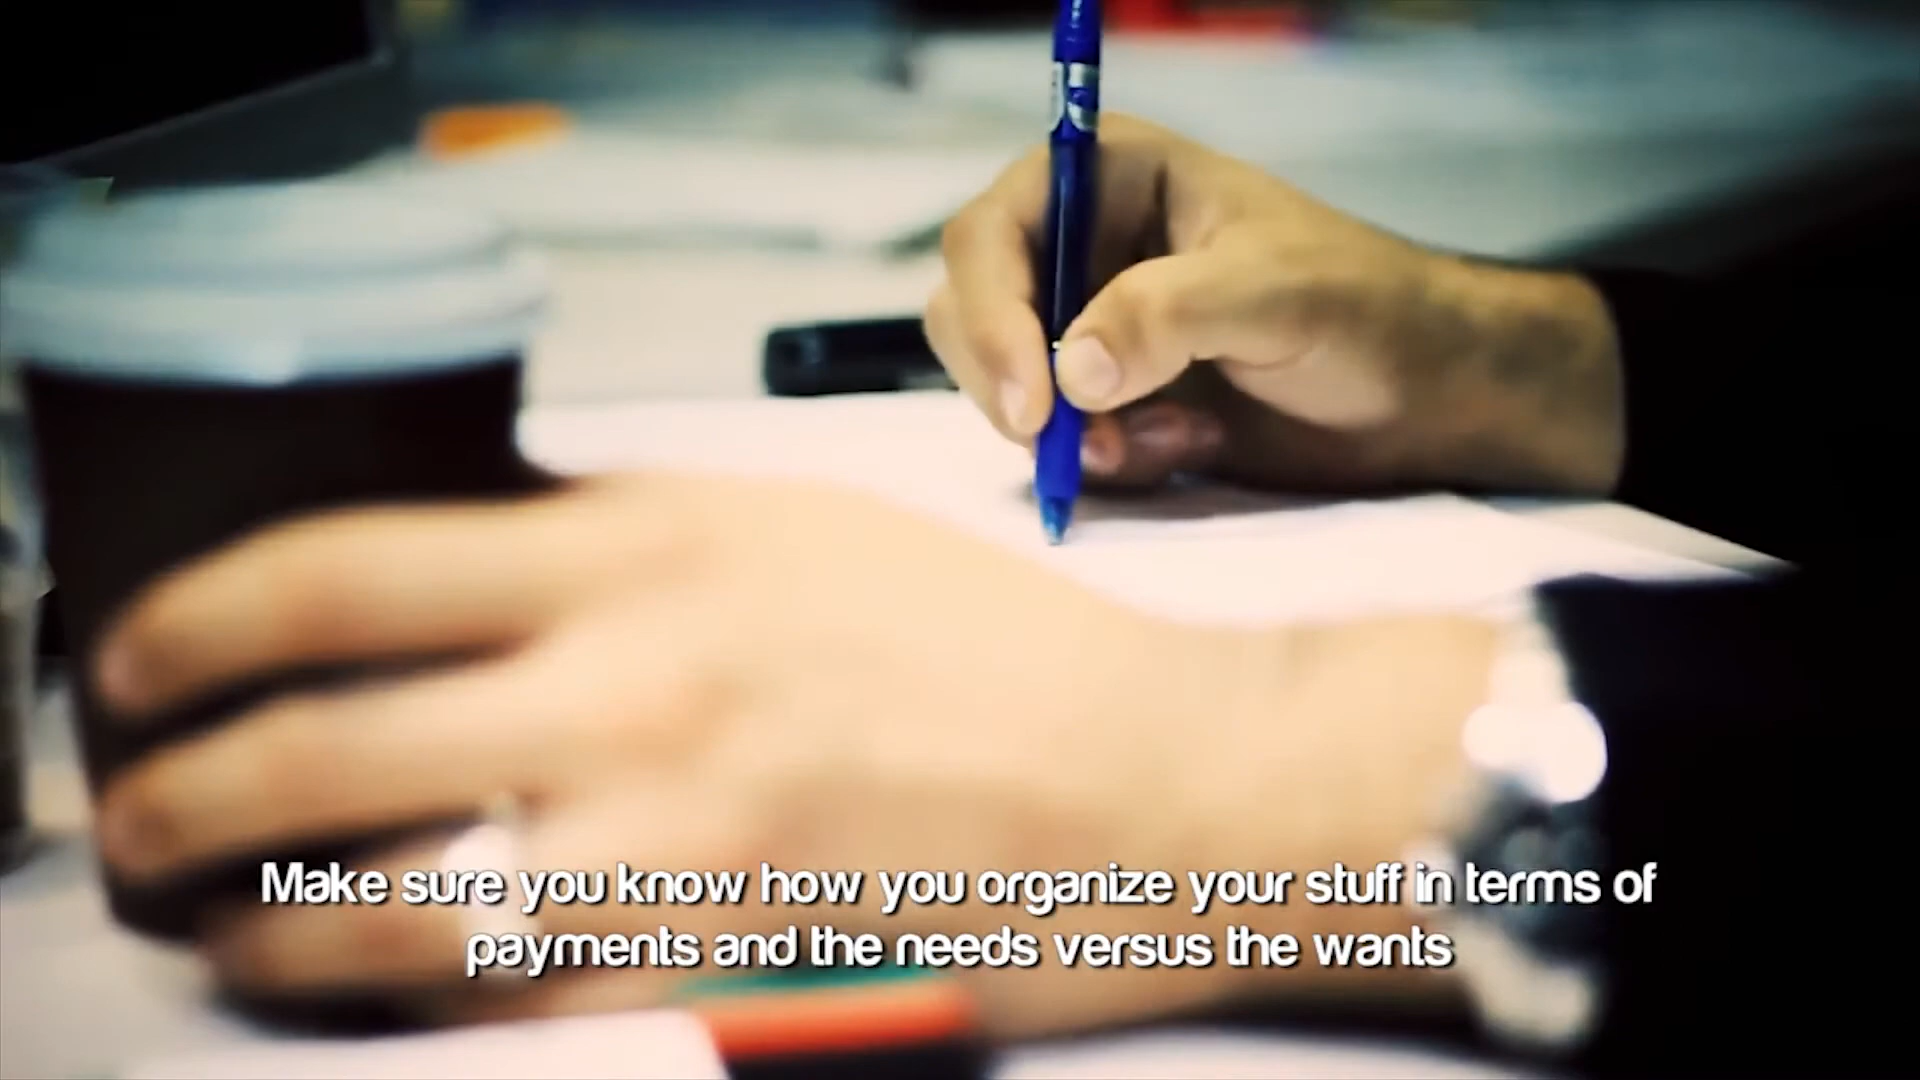 Make sure you know how you organize your stuff in terms of
payments and the needs versus the wants